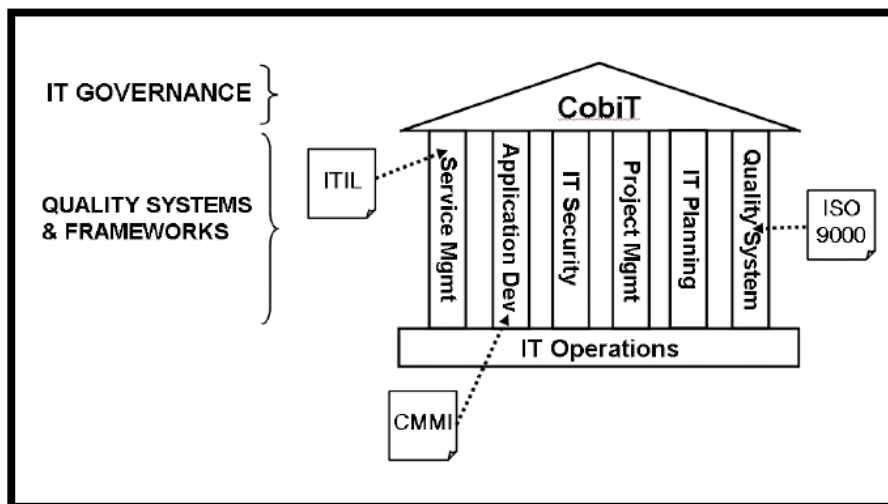 IT GOVERNANCE
CobiT
QUALITY SYSTEMS
& FRAMEWORKS
ITIL
Service Mgmt
Application Dev
IT Security
Project Mgmt
IT Planning
Quality System
ISO
9000
IT Operations
CMMI